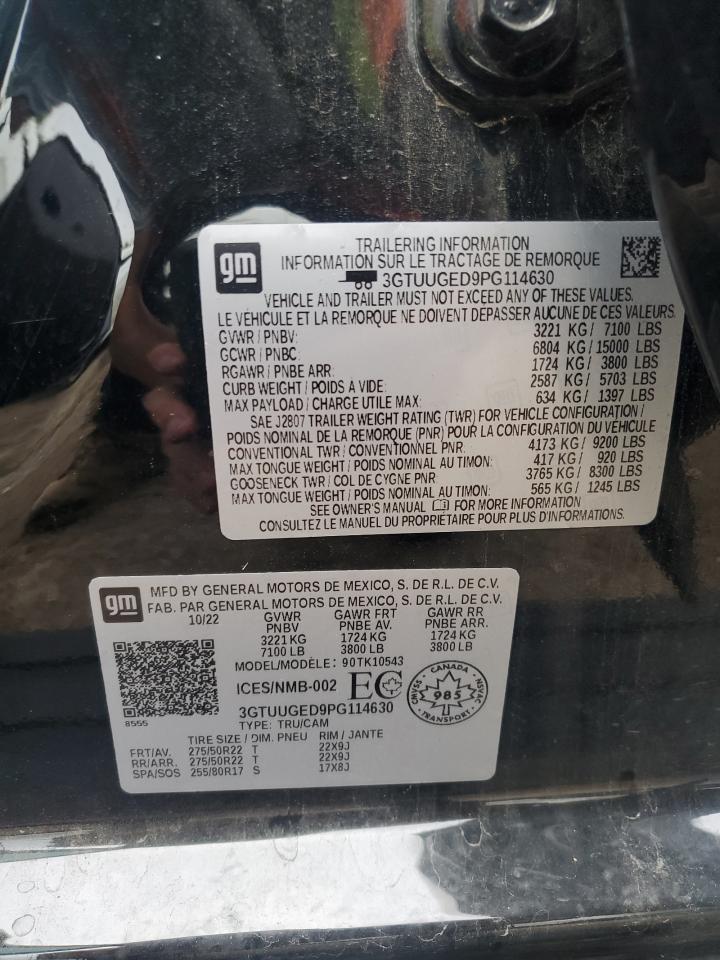 gm
TRAILERING INFORMATION
INFORMATION SUR LE TRACTAGE DE REMORQUE
3GTUUGED9PG114630
VEHICLE AND TRAILER MUST NOT EXCEED ANY OF THESE VALUES.
LE VÉHICULE ET LA REMORQUE NE DOIVENT DÉPASSER AUCUNE DE CES VALEURS.
GVWR / PNBV: 3221 KG / 7100 LBS
GCWR / PNBC: 6804 KG / 15000 LBS
RGAWR / PNBE ARR: 1724 KG / 3800 LBS
CURB WEIGHT / POIDS À VIDE: 2587 KG / 5703 LBS
MAX PAYLOAD / CHARGE UTILE MAX: 634 KG / 1397 LBS
SAE J2807 TRAILER WEIGHT RATING (TWR) FOR VEHICLE CONFIGURATION /
POIDS NOMINAL DE LA REMORQUE (PNR) POUR LA CONFIGURATION DU VÉHICULE
CONVENTIONAL TWR / CONVENTIONNEL PNR: 4173 KG / 9200 LBS
MAX TONGUE WEIGHT / POIDS NOMINAL AU TIMON: 417 KG / 920 LBS
GOOSENECK TWR / COL DE CYGNE PNR: 3765 KG / 8300 LBS
MAX TONGUE WEIGHT / POIDS NOMINAL AU TIMON: 565 KG / 1245 LBS
SEE OWNER'S MANUAL FOR MORE INFORMATION
CONSULTEZ LE MANUEL DU PROPRIÉTAIRE POUR PLUS D'INFORMATIONS.
gm
MFD BY GENERAL MOTORS DE MEXICO, S. DE R.L. DE C.V.
FAB. PAR GENERAL MOTORS DE MEXICO, S. DE R.L. DE C.V.
10/22 GVWR GAWR FRT GAWR RR
PNBV PNBE AV. PNBE ARR.
3221 KG 1724 KG 1724 KG
7100 LB 3800 LB 3800 LB
MODEL/MODÈLE: 90TK10543
ICES/NMB-002 EC
CANADA
CMVSS 985 NSVAC
TRANSPORT
3GTUUGED9PG114630
8555
TYPE: TRU/CAM
TIRE SIZE / DIM. PNEU RIM / JANTE
FRT/AV. 275/50R22 T 22X9J
RR/ARR. 275/50R22 T 22X9J
SPA/SOS 255/80R17 S 17X8J